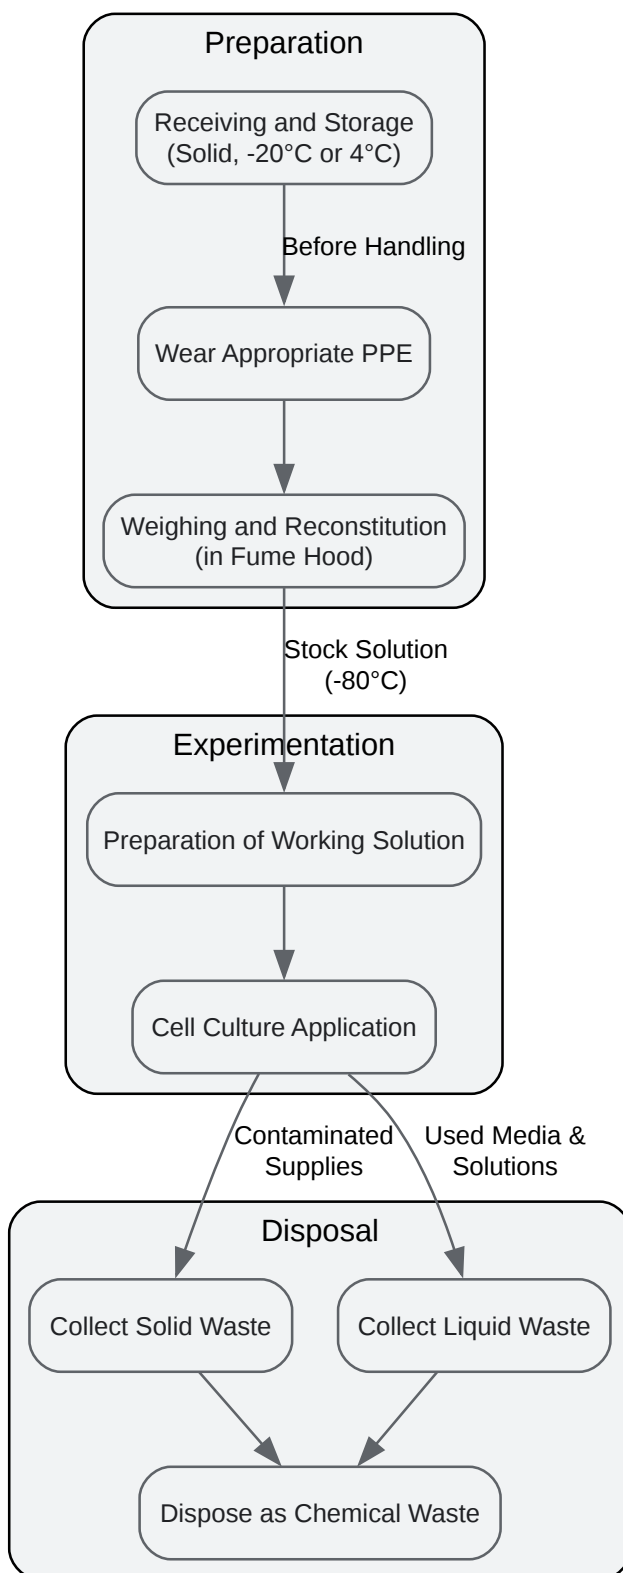 Preparation
Receiving and Storage
(Solid, -20°C or 4°C)
Before Handling
Wear Appropriate PPE
Weighing and Reconstitution
(in Fume Hood)
Stock Solution
(-80°C)
Experimentation
Preparation of Working Solution
Cell Culture Application
Contaminated
Supplies
Used Media &
Solutions
Disposal
Collect Solid Waste
Collect Liquid Waste
Dispose as Chemical Waste